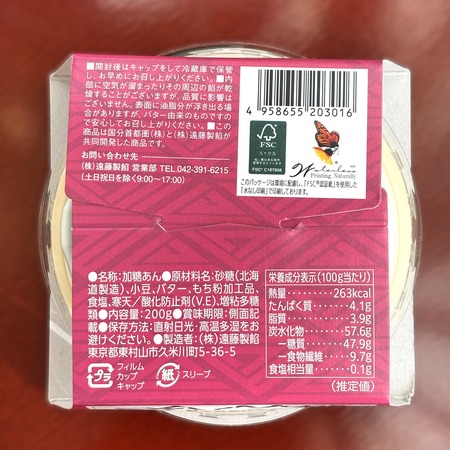 ■開封後はキャップをして冷蔵庫で保管
し、お早めにお召し上がりください。■内
部に空気が溜まったりその周辺の餡が乾
燥することがございますが、品質に影響は
ございません。表面に油脂分が浮き出る場
合がありますが、バター由来のものですの
で安心してお召し上がりください。■この
商品は国分首都圏(株)と(株)遠藤製餡が
共同開発した商品です。
お問い合わせ先
(株)遠藤製餡 営業部 TEL.042-391-6215
(土日祝日を除く9:00〜17:00)
4 958655 203016
FSC
ミックス
FSC® C167908
Waterless
Printing. Naturally.
このパッケージは環境に配慮し、「FSC®認証紙」を使用した
「水なし印刷」で印刷しております。
●名称:加糖あん●原材料名:砂糖(北海
道製造)、小豆、バター、もち粉加工品、
食塩、寒天/酸化防止剤(V.E)、増粘多糖
類●内容量:200g●賞味期限:側面記
載●保存方法:直射日光・高温多湿をお
避けください。●製造者:(株)遠藤製餡
東京都東村山市久米川町5-36-5
プラ
フィルム
カップ
キャップ
紙
スリーブ
栄養成分表示(100g当たり)
熱量 263kcal
たんぱく質 4.1g
脂質 3.9g
炭水化物 57.6g
−糖質 47.9g
−食物繊維 9.7g
食塩相当量 0.1g
(推定値)